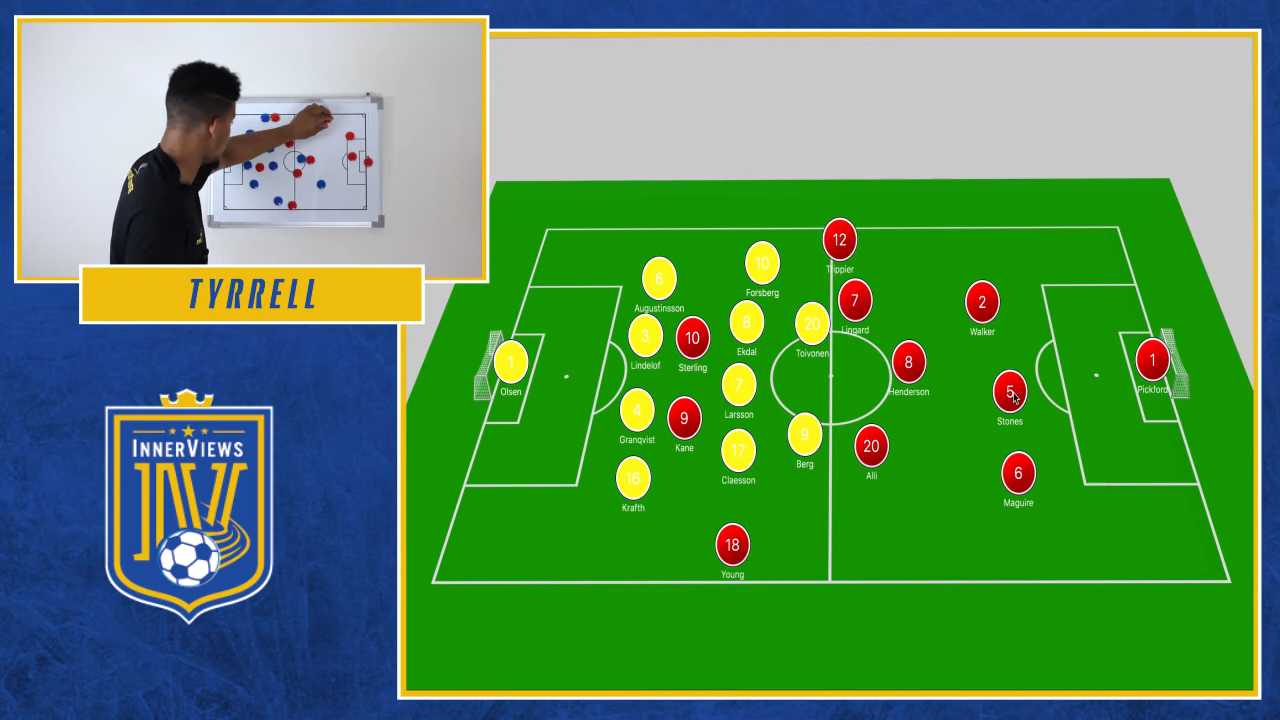 TYRRELL
INNERVIEWS
IV
12
Trippier
10
Forsberg
6
Augustinsson
7
Lingard
2
Walker
8
Ekdal
20
Toivonen
3
Lindelof
10
Sterling
1
Olsen
8
Henderson
1
Pickford
7
Larsson
5
Stones
4
Granqvist
9
Kane
9
Berg
20
Alli
17
Claesson
6
Maguire
16
Krafth
18
Young